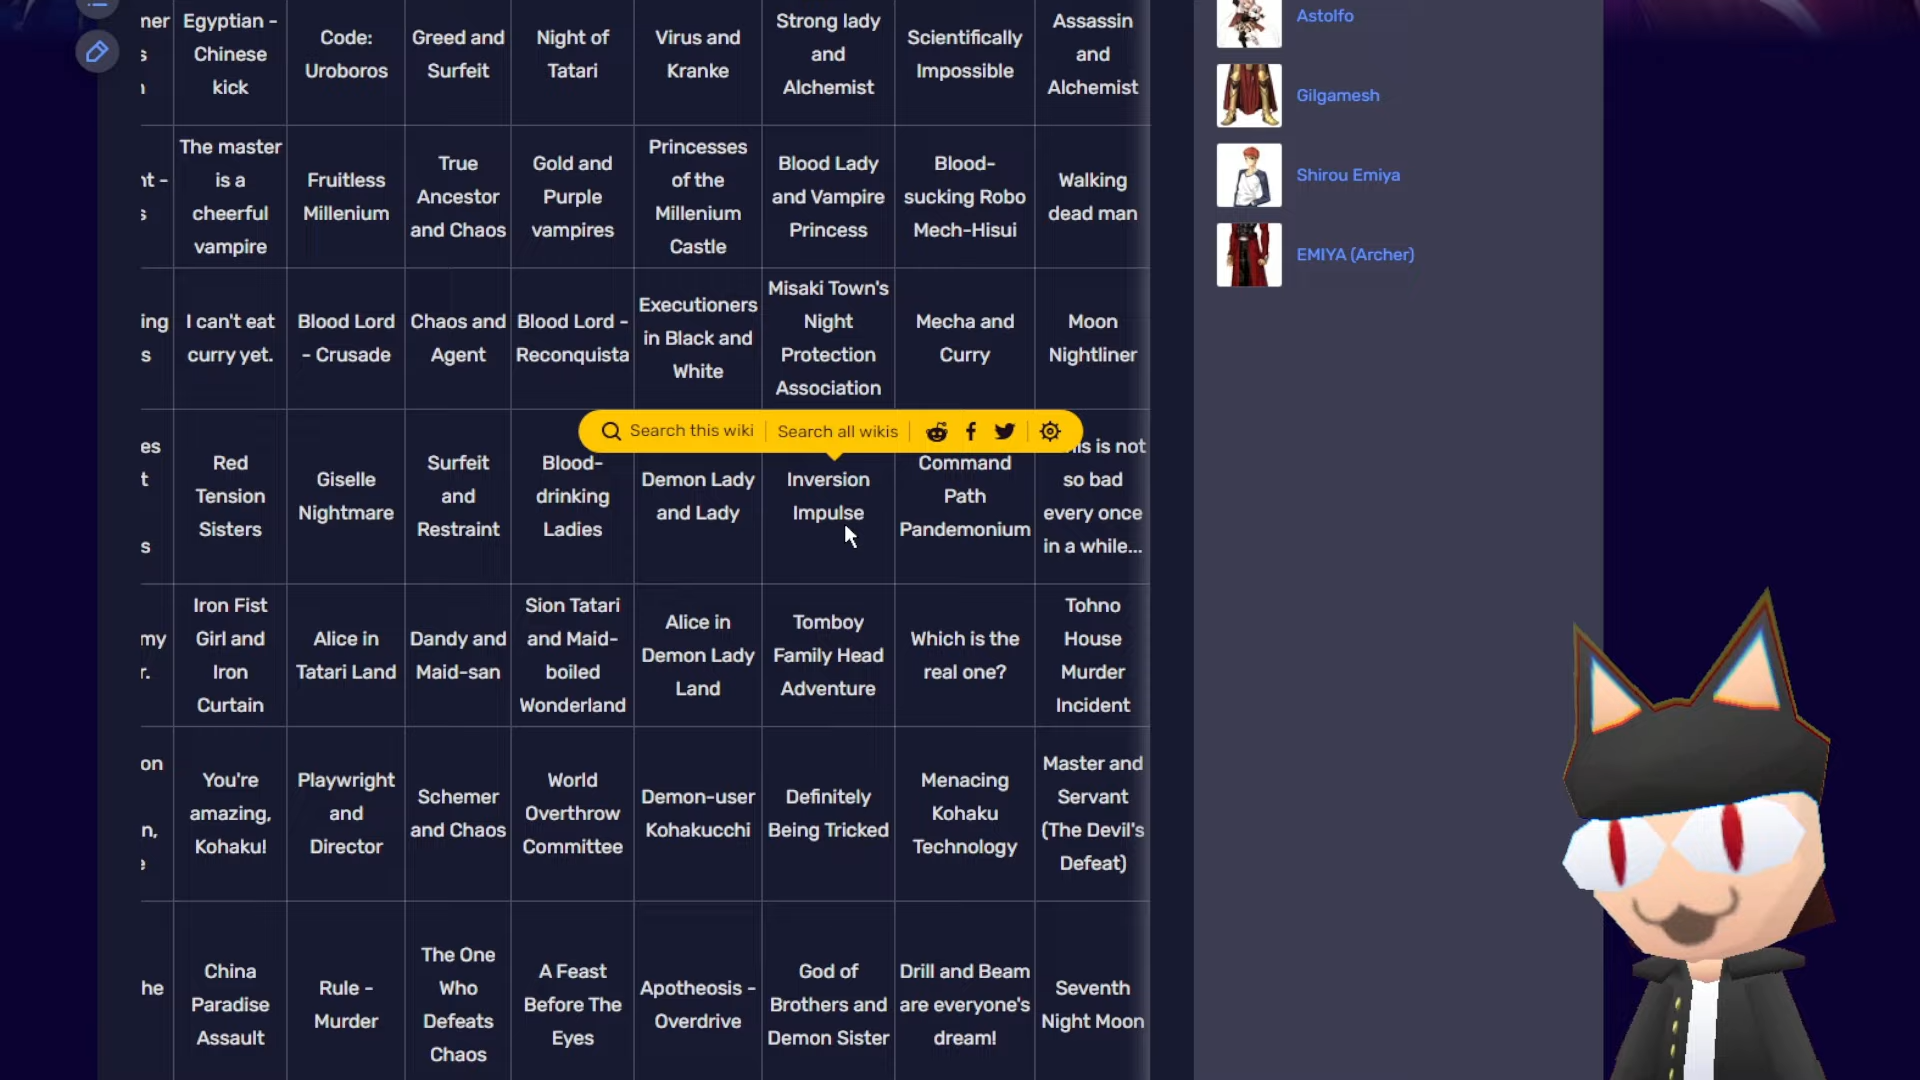 ner
Egyptian -
Chinese
kick
Code:
Uroboros
Greed and
Surfeit
Night of
Tatari
Virus and
Kranke
Strong lady
and
Alchemist
Scientifically
Impossible
Assassin
and
Alchemist
nt -
s
The master
is a
cheerful
vampire
Fruitless
Millenium
True
Ancestor
and Chaos
Gold and
Purple
vampires
Princesses
of the
Millenium
Castle
Blood Lady
and Vampire
Princess
Blood-
sucking Robo
Mech-Hisui
Walking
dead man
ing
s
I can't eat
curry yet.
Blood Lord
- Crusade
Chaos and
Agent
Blood Lord -
Reconquista
Executioners
in Black and
White
Misaki Town's
Night
Protection
Association
Mecha and
Curry
Moon
Nightliner
Search this wiki
Search all wikis
es
t
s
Red
Tension
Sisters
Giselle
Nightmare
Surfeit
and
Restraint
Blood-
drinking
Ladies
Demon Lady
and Lady
Inversion
Impulse
Command
Path
Pandemonium
is is not
so bad
every once
in a while...
my
r.
Iron Fist
Girl and
Iron
Curtain
Alice in
Tatari Land
Dandy and
Maid-san
Sion Tatari
and Maid-
boiled
Wonderland
Alice in
Demon Lady
Land
Tomboy
Family Head
Adventure
Which is the
real one?
Tohno
House
Murder
Incident
on
n,
You're
amazing,
Kohaku!
Playwright
and
Director
Schemer
and Chaos
World
Overthrow
Committee
Demon-user
Kohakucchi
Definitely
Being Tricked
Menacing
Kohaku
Technology
Master and
Servant
(The Devil's
Defeat)
he
China
Paradise
Assault
Rule -
Murder
The One
Who
Defeats
Chaos
A Feast
Before The
Eyes
Apotheosis -
Overdrive
God of
Brothers and
Demon Sister
Drill and Beam
are everyone's
dream!
Seventh
Night Moon
Astolfo
Gilgamesh
Shirou Emiya
EMIYA (Archer)